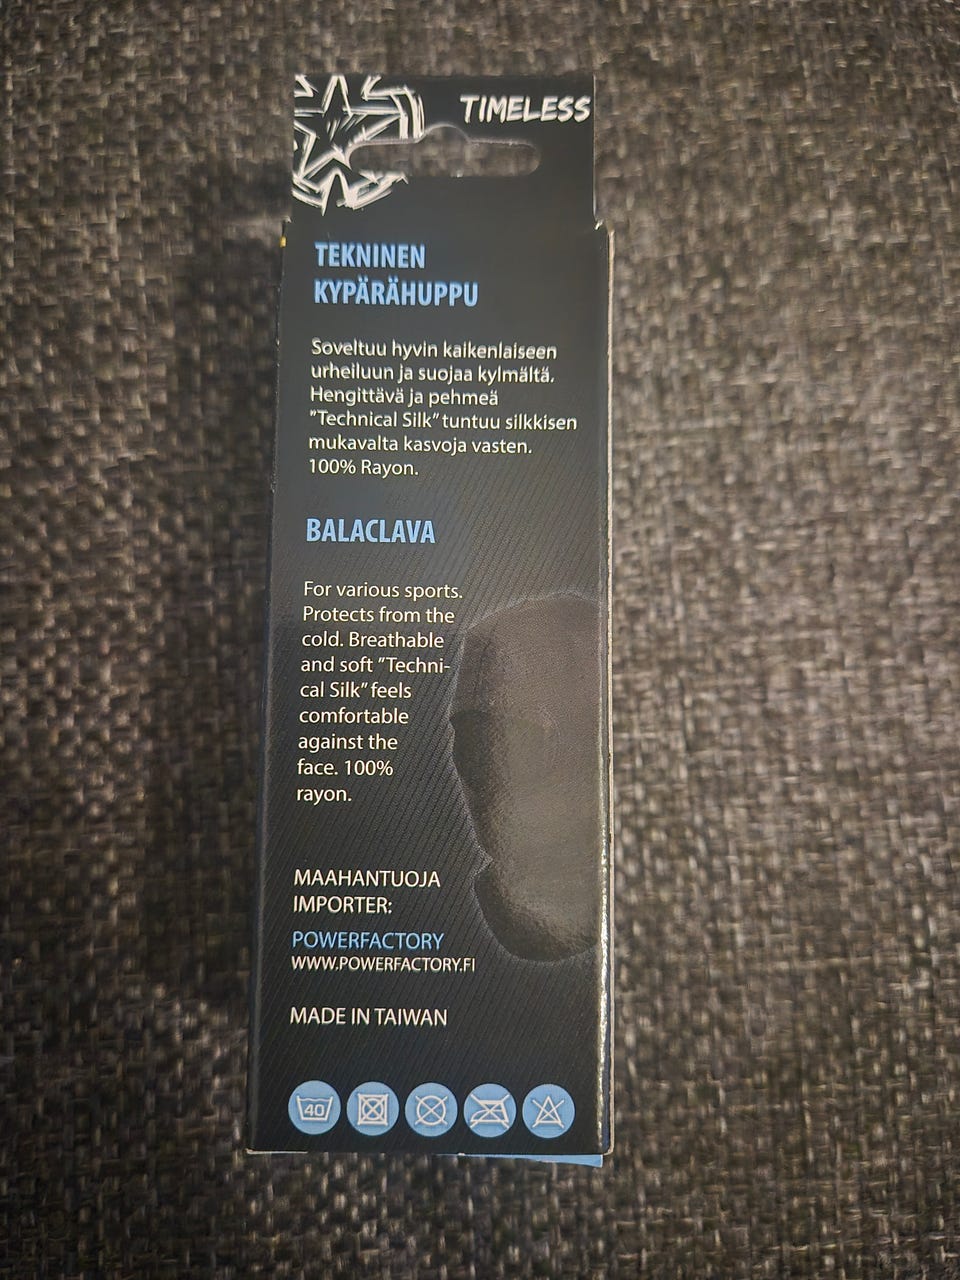 TIMELESS
TEKNINEN
KYPÄRÄHUPPU
Soveltuu hyvin kaikenlaiseen
urheiluun ja suojaa kylmältä.
Hengittävä ja pehmeä
"Technical Silk" tuntuu silkkisen
mukavalta kasvoja vasten.
100% Rayon.
BALACLAVA
For various sports.
Protects from the
cold. Breathable
and soft "Techni-
cal Silk" feels
comfortable
against the
face. 100%
rayon.
MAAHANTUOJA
IMPORTER:
POWERFACTORY
WWW.POWERFACTORY.FI
MADE IN TAIWAN
40